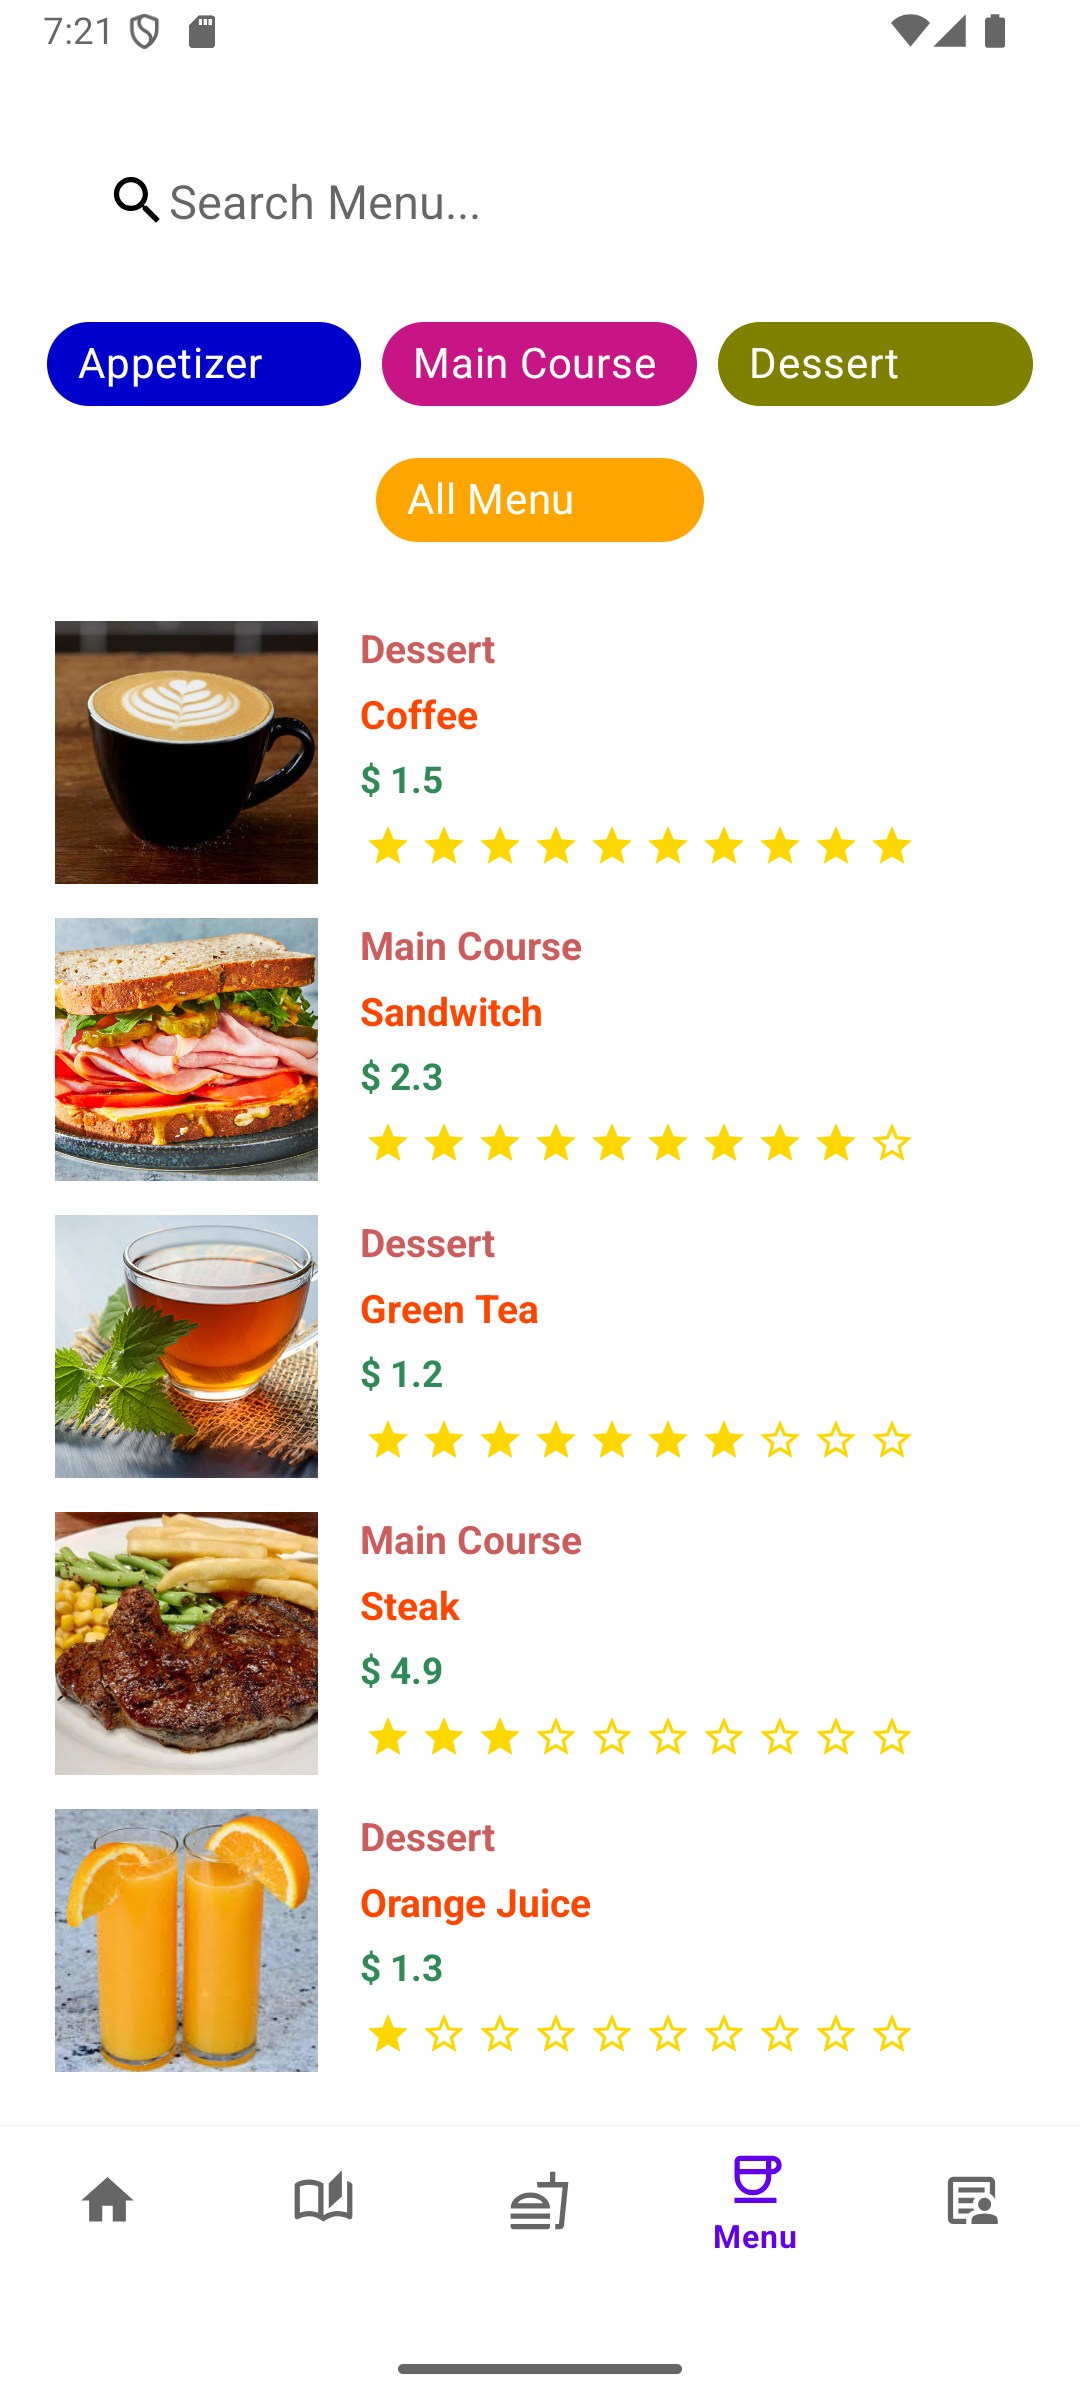 7:21
Search Menu...
Appetizer
Main Course
Dessert
All Menu
Dessert
Coffee
$ 1.5
Main Course
Sandwitch
$ 2.3
Dessert
Green Tea
$ 1.2
Main Course
Steak
$ 4.9
Dessert
Orange Juice
$ 1.3
Menu